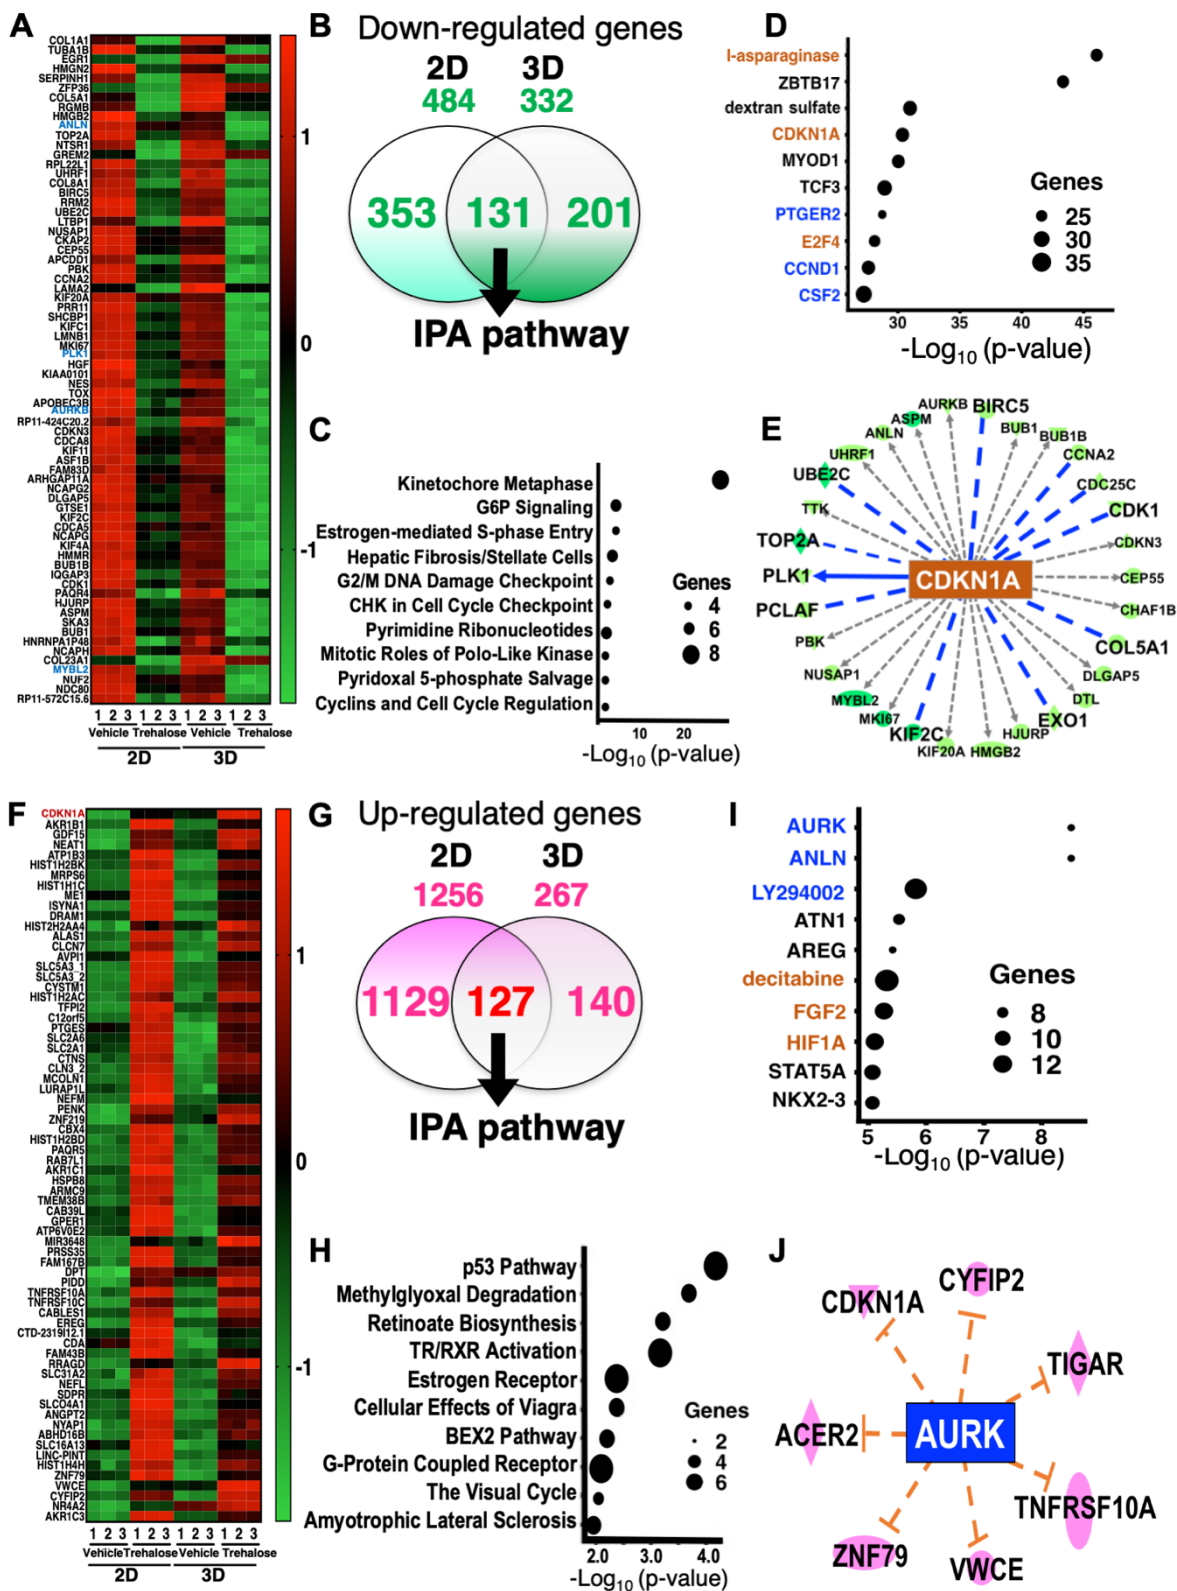 A
COL1A1
TUBA1B
EGR1
HMGN2
SERPINH1
ZFP36
COL5A1
RGMB
HMGB2
ANLN
TOP2A
NTSR1
GREM2
RPL22L1
UHRF1
COL8A1
BIRC5
RRM2
UBE2C
LTBP1
NUSAP1
CKAP2
CEP55
APCDD1
PBK
CCNA2
LAMA2
KIF20A
PRR11
SHCBP1
KIFC1
LMNB1
MKI67
PLK1
HGF
KIAA0101
NES
TOX
APOBEC3B
AURKB
RP11-424C20.2
CDKN3
CDCA8
KIF11
ASF1B
FAM83D
ARHGAP11A
NCAPG2
DLGAP5
GTSE1
KIF2C
CDCA5
NCAPG
KIF4A
HMMR
BUB1B
IQGAP3
CDK1
PAQR4
HJURP
ASPM
SKA3
BUB1
HNRNPA1P48
NCAPH
COL23A1
MYBL2
NUF2
NDC80
RP11-572C15.6
1 2 3 1 2 3 1 2 3 1 2 3
Vehicle Trehalose Vehicle Trehalose
2D 3D
1
0
-1
B
Down-regulated genes
2D 3D
484 332
353 131 201
IPA pathway
C
Kinetochore Metaphase
G6P Signaling
Estrogen-mediated S-phase Entry
Hepatic Fibrosis/Stellate Cells
G2/M DNA Damage Checkpoint
CHK in Cell Cycle Checkpoint
Pyrimidine Ribonucleotides
Mitotic Roles of Polo-Like Kinase
Pyridoxal 5-phosphate Salvage
Cyclins and Cell Cycle Regulation
Genes
4
6
8
10 20
-Log10 (p-value)
D
l-asparaginase
ZBTB17
dextran sulfate
CDKN1A
MYOD1
TCF3
PTGER2
E2F4
CCND1
CSF2
Genes
25
30
35
30 35 40 45
-Log10 (p-value)
E
AURKB
BIRC5
ASPM
BUB1
ANLN
BUB1B
UHRF1
CCNA2
UBE2C
CDC25C
TTK
CDK1
TOP2A
CDKN3
PLK1
CDKN1A
CEP55
PCLAF
CHAF1B
PBK
COL5A1
NUSAP1
DLGAP5
MYBL2
DTL
MKI67
EXO1
KIF2C
HJURP
KIF20A
HMGB2
F
CDKN1A
AKR1B1
GDF15
NEAT1
ATP1B3
HIST1H2BK
MRPS6
HIST1H1C
ME1
ISYNA1
DRAM1
HIST2H2AA4
ALAS1
CLCN7
AVPI1
SLC5A3_1
SLC5A3_2
CYSTM1
HIST1H2AC
TFPI2
C12orf5
PTGES
SLC2A6
SLC2A1
CTNS
CLN3_2
MCOLN1
LURAP1L
NEFM
PENK
ZNF219
CBX4
HIST1H2BD
PAQR5
RAB7L1
AKR1C1
HSPB8
ARMC9
TMEM38B
CAB39L
GPER1
ATP6V0E2
MIR3648
PRSS35
FAM167B
DPT
PIDD
TNFRSF10A
TNFRSF10C
CABLES1
EREG
CTD-2319I12.1
CDA
FAM43B
RRAGD
SLC31A2
NEFL
SDPR
SLCO4A1
ANGPT2
NYAP1
ABHD16B
SLC16A13
LINC-PINT
HIST1H4H
ZNF79
VWCE
CYFIP2
NR4A2
AKR1C3
1 2 3 1 2 3 1 2 3 1 2 3
Vehicle Trehalose Vehicle Trehalose
2D 3D
1
0
-1
G
Up-regulated genes
2D 3D
1256 267
1129 127 140
IPA pathway
H
p53 Pathway
Methylglyoxal Degradation
Retinoate Biosynthesis
TR/RXR Activation
Estrogen Receptor
Cellular Effects of Viagra
BEX2 Pathway
G-Protein Coupled Receptor
The Visual Cycle
Amyotrophic Lateral Sclerosis
Genes
2
4
6
2.0 3.0 4.0
-Log10 (p-value)
I
AURK
ANLN
LY294002
ATN1
AREG
decitabine
FGF2
HIF1A
STAT5A
NKX2-3
Genes
8
10
12
5 6 7 8
-Log10 (p-value)
J
CYFIP2
CDKN1A
TIGAR
ACER2
AURK
TNFRSF10A
ZNF79
VWCE